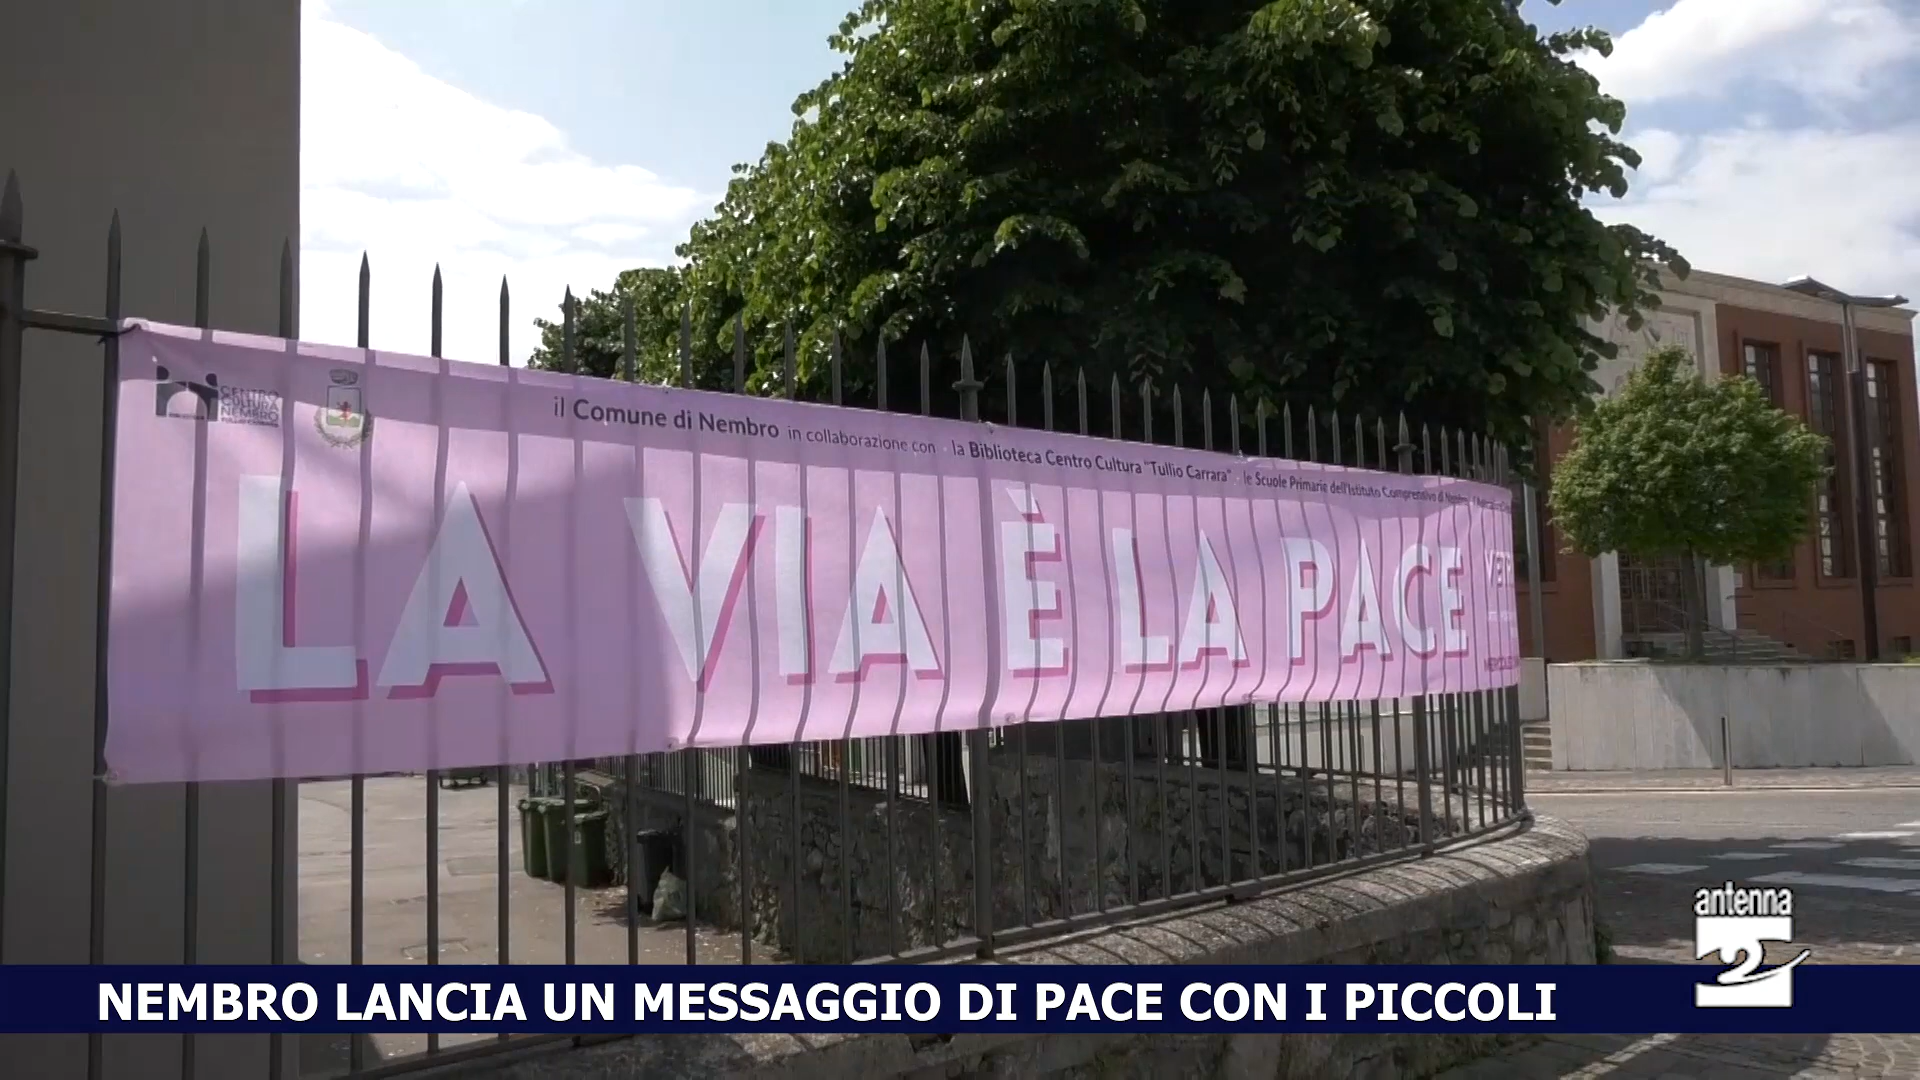 CENTRO
CULTURA
NEMBRO
TULLIO CARRARA
il Comune di Nembro in collaborazione con la Biblioteca Centro Cultura "Tullio Carrara" le Scuole Primarie dell'Istituto Comprensivo di Nembro
LA VIA È LA PACE
antenna
2
NEMBRO LANCIA UN MESSAGGIO DI PACE CON I PICCOLI